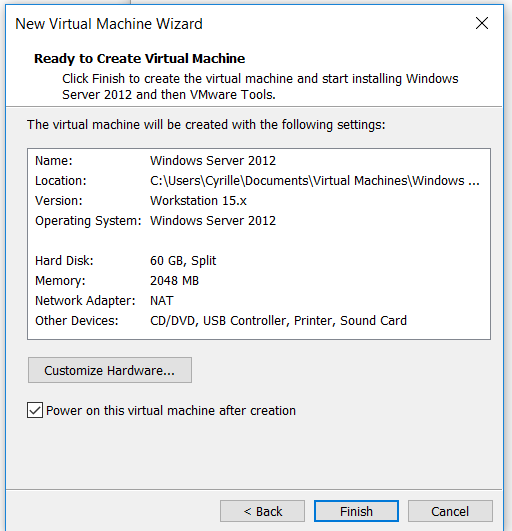 New Virtual Machine Wizard
Ready to Create Virtual Machine
Click Finish to create the virtual machine and start installing Windows
Server 2012 and then VMware Tools.
The virtual machine will be created with the following settings:
Name: Windows Server 2012
Location: C:\Users\Cyrille\Documents\Virtual Machines\Windows ...
Version: Workstation 15.x
Operating System: Windows Server 2012
Hard Disk: 60 GB, Split
Memory: 2048 MB
Network Adapter: NAT
Other Devices: CD/DVD, USB Controller, Printer, Sound Card
Customize Hardware...
Power on this virtual machine after creation
< Back Finish Cancel